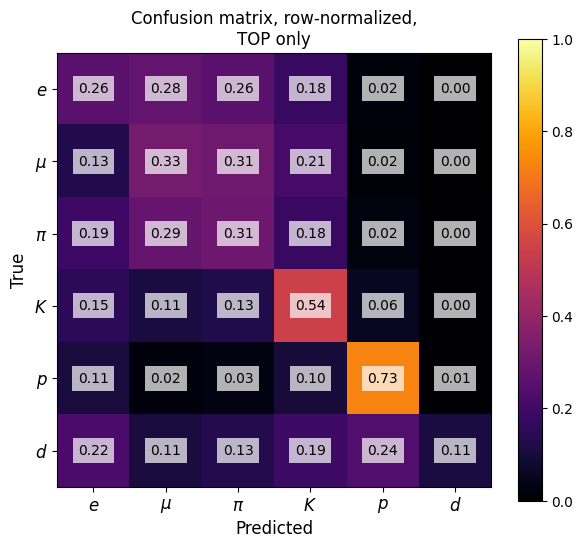 Confusion matrix, row-normalized,
TOP only
e 0.26 0.28 0.26 0.18 0.02 0.00
μ 0.13 0.33 0.31 0.21 0.02 0.00
π 0.19 0.29 0.31 0.18 0.02 0.00
K 0.15 0.11 0.13 0.54 0.06 0.00
p 0.11 0.02 0.03 0.10 0.73 0.01
d 0.22 0.11 0.13 0.19 0.24 0.11
e μ π K p d
Predicted
True
1.0
0.8
0.6
0.4
0.2
0.0